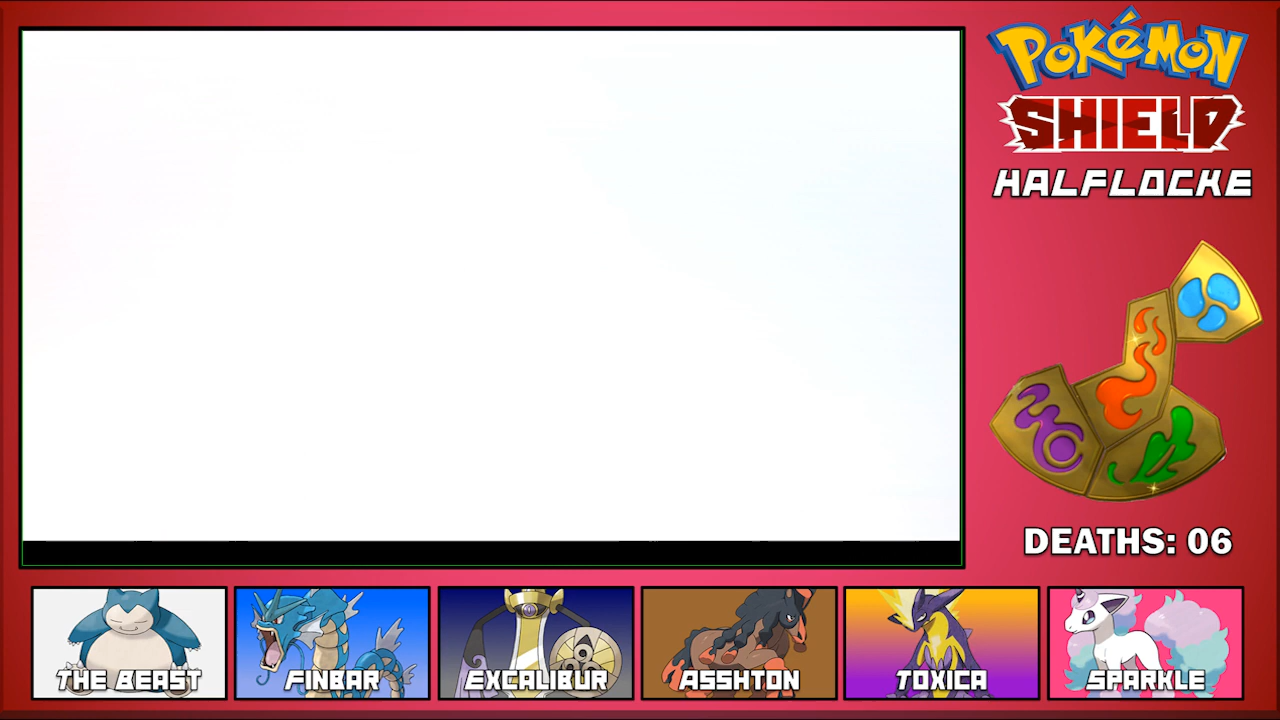 POKÉMON
SHIELD
HALFLOCKE
DEATHS: 06
THE BEAST
FINBAR
EXCALIBUR
ASSHTON
TOXICA
SPARKLE